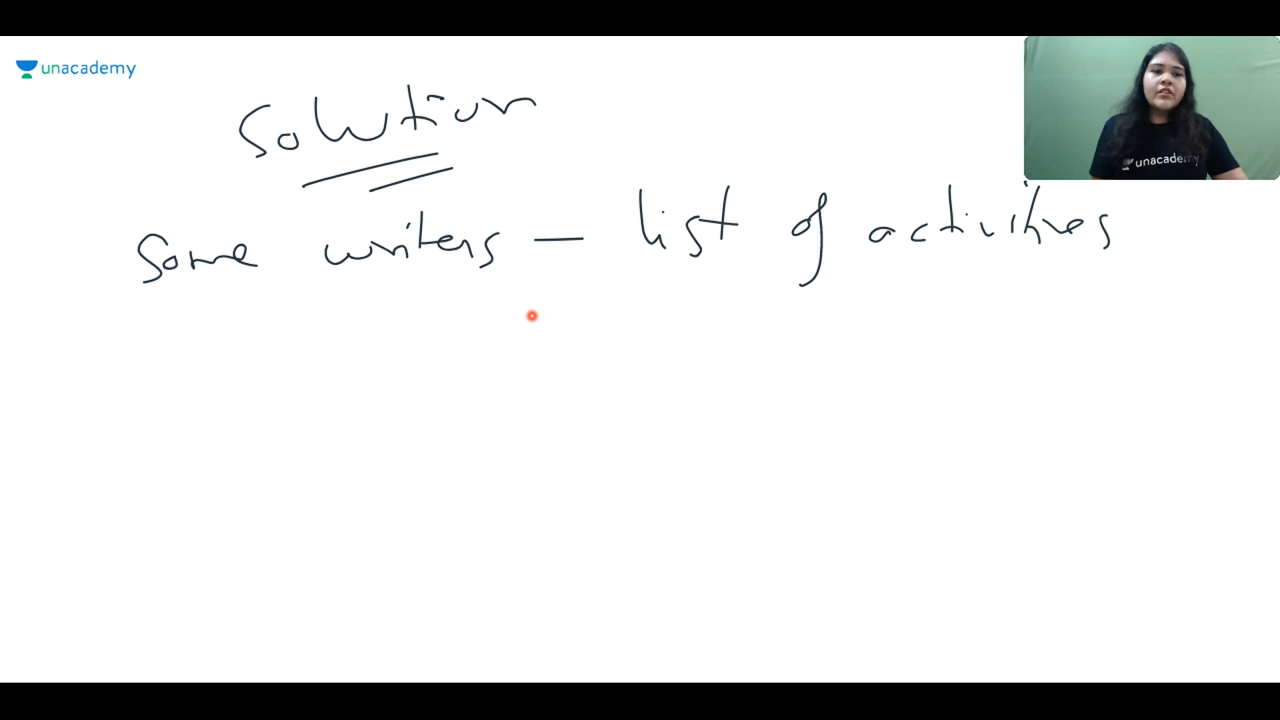 unacademy
Solution
unacademy
Some writers — list of activities